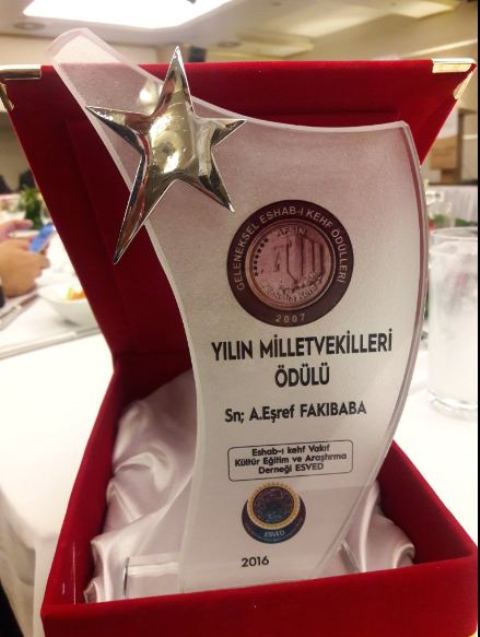 GELENEKSEL ESHAB-I KEHF ÖDÜLLERİ
AFŞİN
2007
YILIN MİLLETVEKİLLERİ
ÖDÜLÜ
Sn; A.Eşref FAKIBABA
Eshab-ı kehf Vakıf
Kültür Eğitim ve Araştırma
Derneği ESVED
ESVED
2016